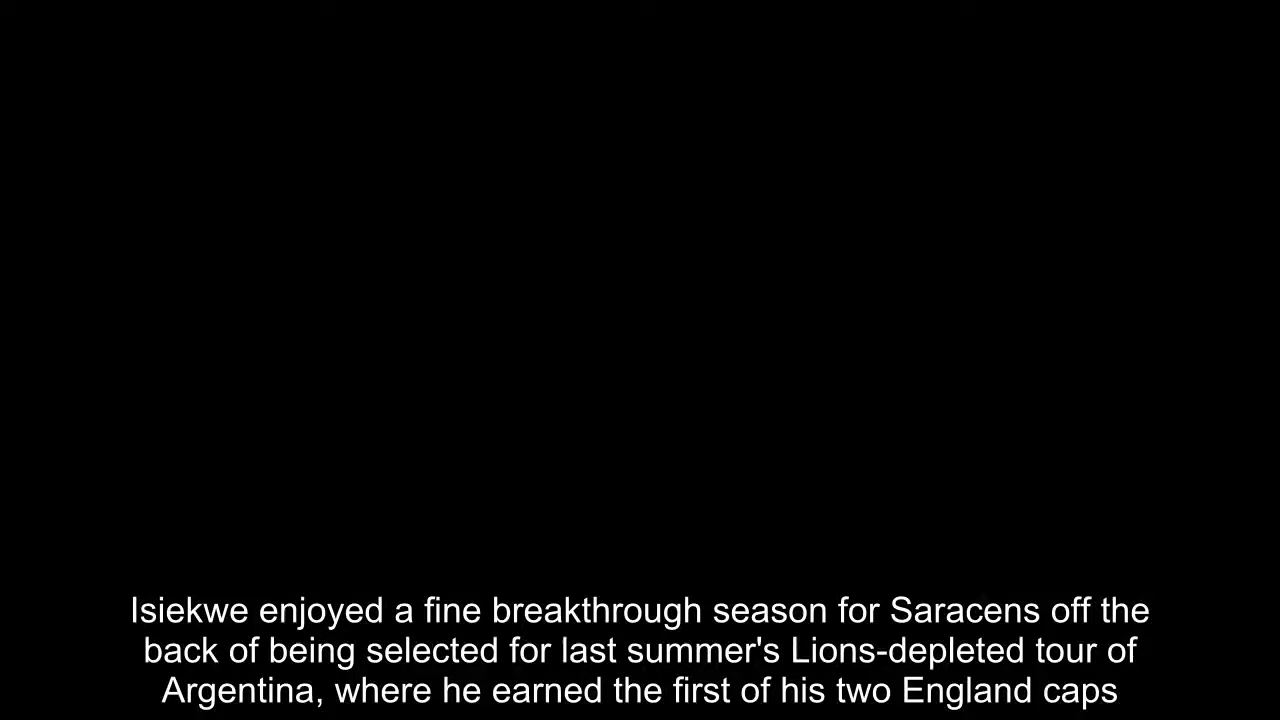 Isiekwe enjoyed a fine breakthrough season for Saracens off the
back of being selected for last summer's Lions-depleted tour of
Argentina, where he earned the first of his two England caps